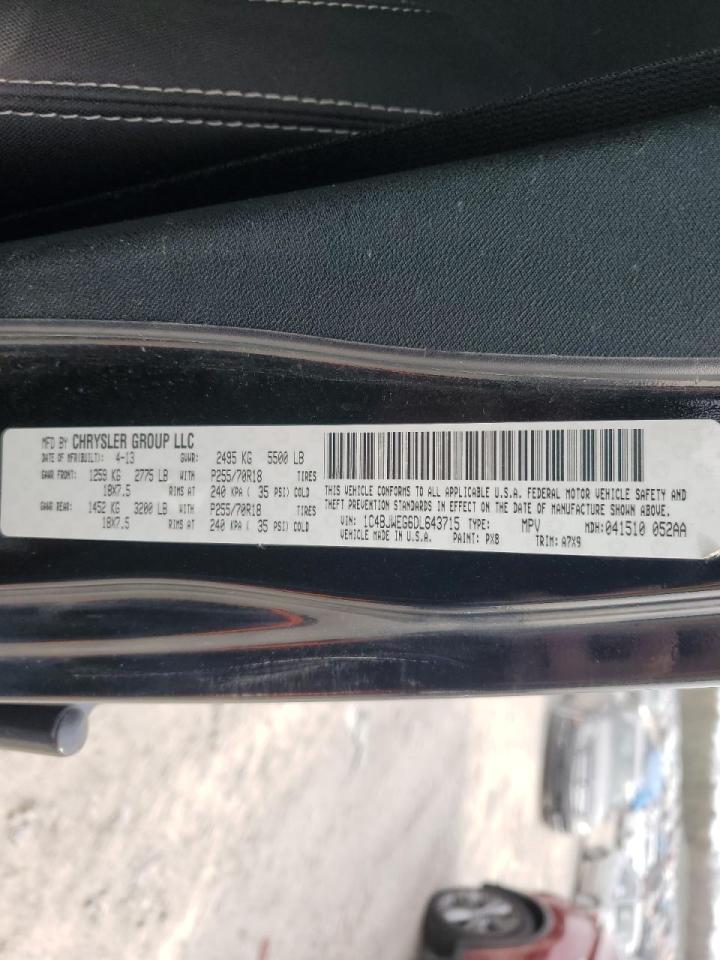 MFD BY CHRYSLER GROUP LLC
DATE OF MFR(BUILT): 4-13 GVWR: 2495 KG 5500 LB
GAWR FRONT: 1259 KG 2775 LB WITH P255/70R18 TIRES
18X7.5 RIMS AT 240 KPA ( 35 PSI) COLD
GAWR REAR: 1452 KG 3200 LB WITH P255/70R18 TIRES
18X7.5 RIMS AT 240 KPA ( 35 PSI) COLD
THIS VEHICLE CONFORMS TO ALL APPLICABLE U.S.A. FEDERAL MOTOR VEHICLE SAFETY AND
THEFT PREVENTION STANDARDS IN EFFECT ON THE DATE OF MANUFACTURE SHOWN ABOVE.
VIN: 1C4BJWEG6DL643715 TYPE: MPV MDH: 041510 052AA
VEHICLE MADE IN U.S.A. PAINT: PX8 TRIM: A7X9